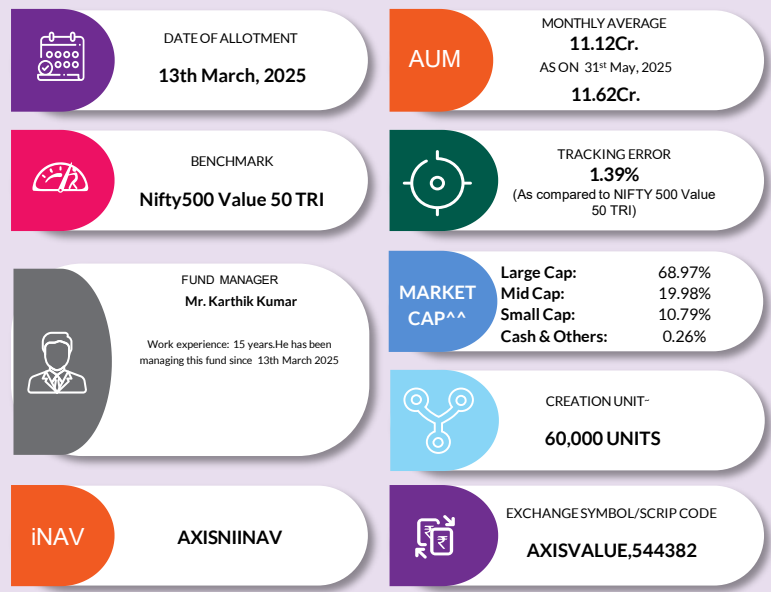 DATE OF ALLOTMENT
13th March, 2025
AUM
MONTHLY AVERAGE
11.12Cr.
AS ON 31st May, 2025
11.62Cr.
BENCHMARK
Nifty500 Value 50 TRI
TRACKING ERROR
1.39%
(As compared to NIFTY 500 Value
50 TRI)
FUND MANAGER
Mr. Karthik Kumar
Work experience: 15 years.He has been
managing this fund since 13th March 2025
MARKET
CAP^^
Large Cap: 68.97%
Mid Cap: 19.98%
Small Cap: 10.79%
Cash & Others: 0.26%
CREATION UNIT~
60,000 UNITS
iNAV
AXISNIINAV
EXCHANGE SYMBOL/SCRIP CODE
AXISVALUE,544382